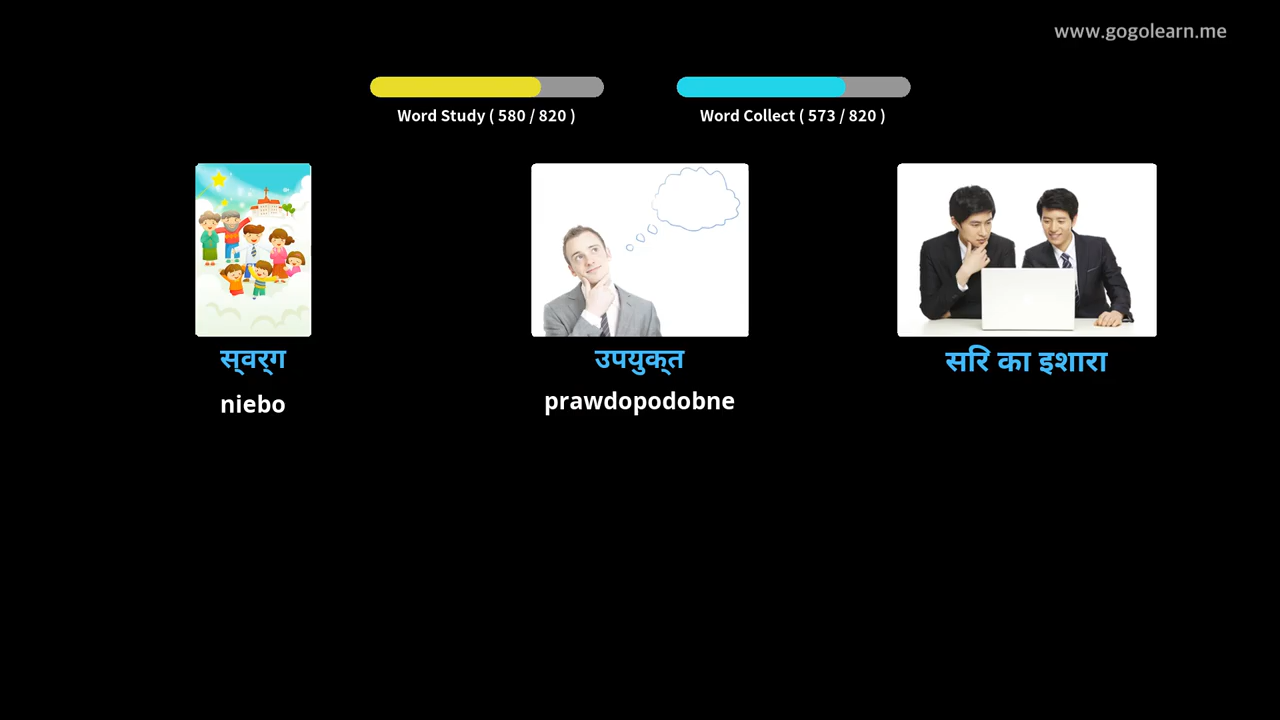 www.gogolearn.me
Word Study ( 580 / 820 )
Word Collect ( 573 / 820 )
स्वर्ग
उपयुक्त
सरि का इशारा
niebo
prawdopodobne